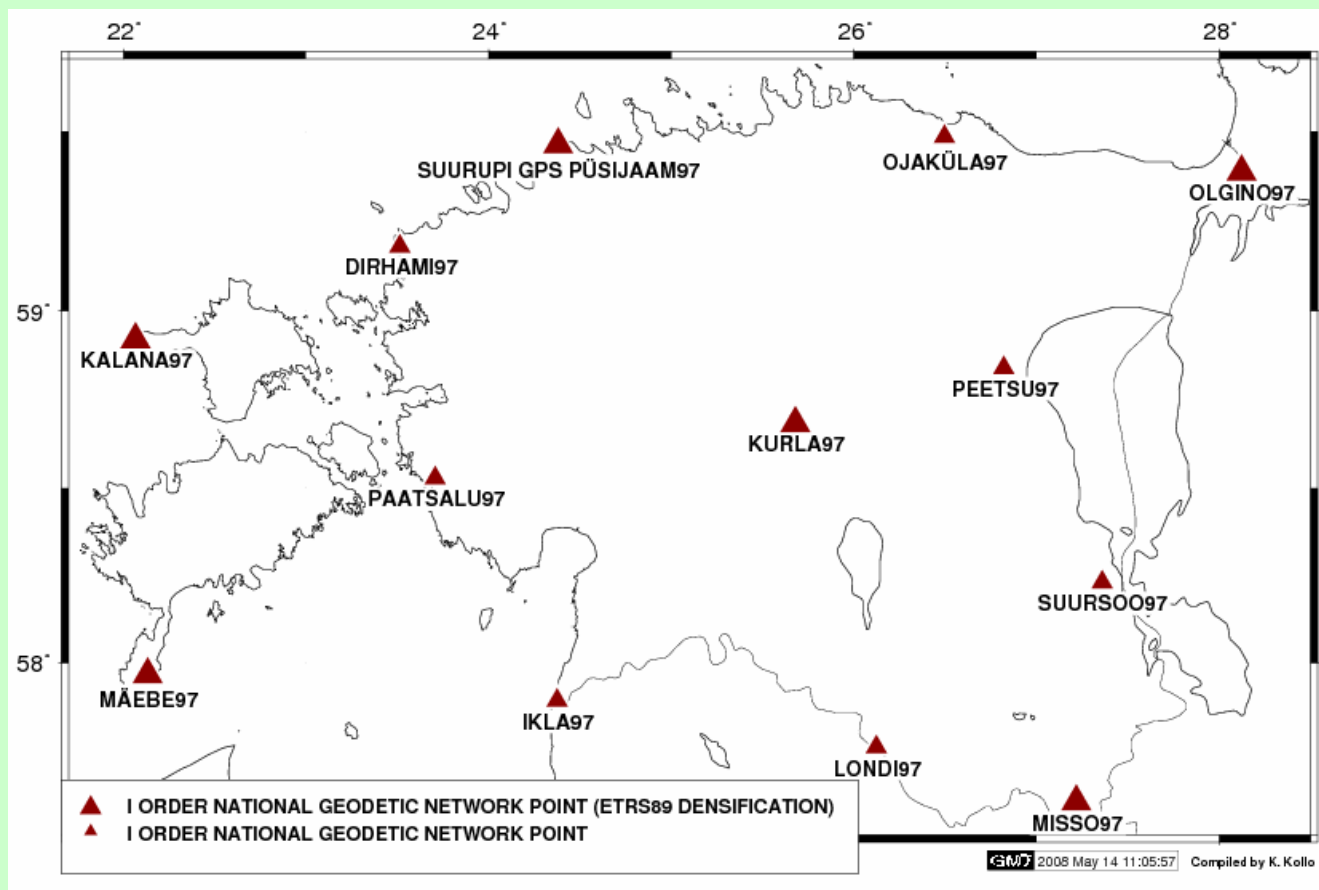 22° 24° 26° 28°
SUURUPI GPS PÜSIJAAM97
OJAKÜLA97
OLGINO97
DIRHAMI97
59°
KALANA97
PEETSU97
KURLA97
PAATSALU97
SUURSOO97
58°
MÄEBE97
IKLA97
LONDI97
MISSO97
I ORDER NATIONAL GEODETIC NETWORK POINT (ETRS89 DENSIFICATION)
I ORDER NATIONAL GEODETIC NETWORK POINT
GMT 2008 May 14 11:05:57 Compiled by K. Kollo